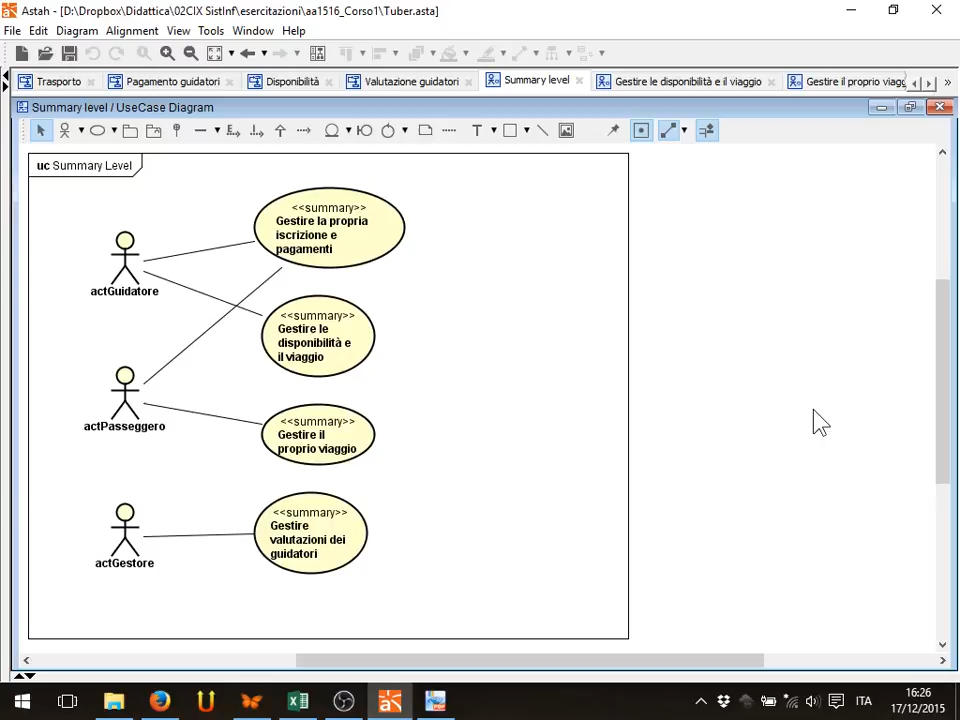 Astah - [D:\Dropbox\Didattica\02CIX SistInf\esercitazioni\aa1516_Corso1\Tuber.asta]
File Edit Diagram Alignment View Tools Window Help
Trasporto Pagamento guidatori Disponibilità Valutazione guidatori Summary level Gestire le disponibilità e il viaggio Gestire il proprio viagg
Summary level / UseCase Diagram
uc Summary Level
<<summary>>
Gestire la propria
iscrizione e
pagamenti
actGuidatore
<<summary>>
Gestire le
disponibilità e
il viaggio
actPasseggero
<<summary>>
Gestire il
proprio viaggio
<<summary>>
Gestire
valutazioni dei
guidatori
actGestore
ITA
16:26
17/12/2015